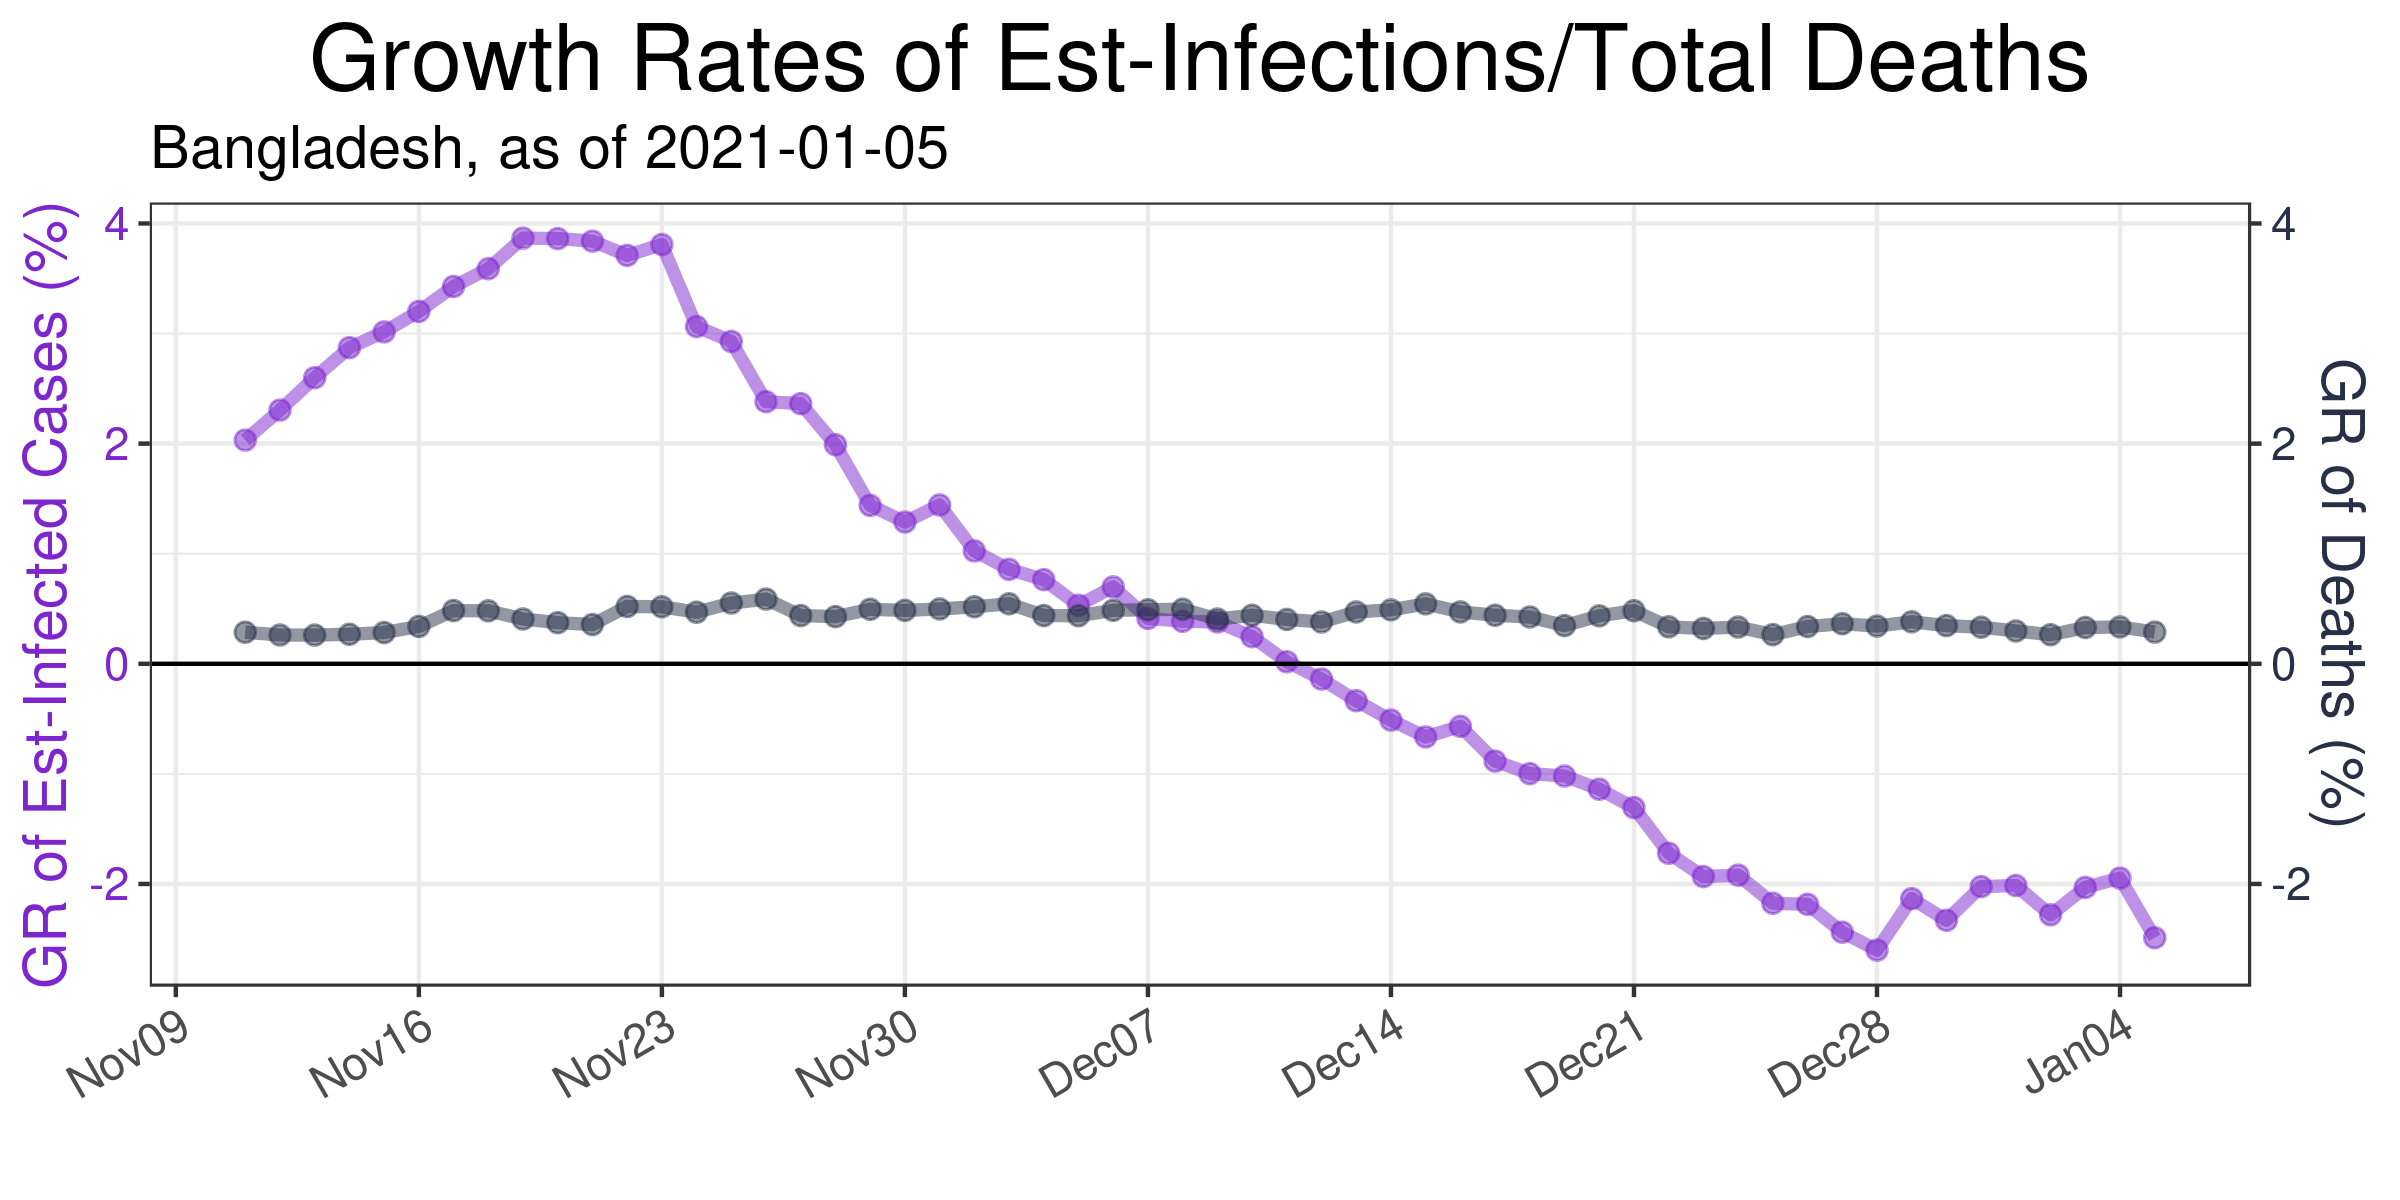 Growth Rates of Est-Infections/Total Deaths
Bangladesh, as of 2021-01-05
GR of Est-Infected Cases (%)
4
2
0
-2
4
2
0
-2
GR of Deaths (%)
Nov09
Nov16
Nov23
Nov30
Dec07
Dec14
Dec21
Dec28
Jan04